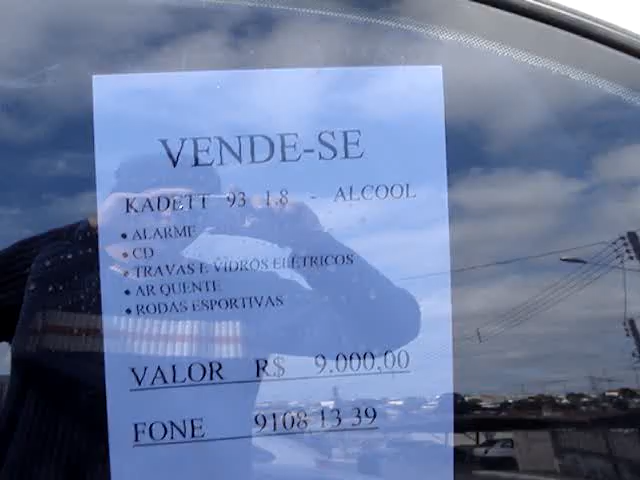 VENDE-SE
KADETT 93 1.8 - ALCOOL
• ALARME
• CD
• TRAVAS E VIDROS ELETRICOS
• AR QUENTE
• RODAS ESPORTIVAS
VALOR R$ 9.000,00
FONE 9108 13 39